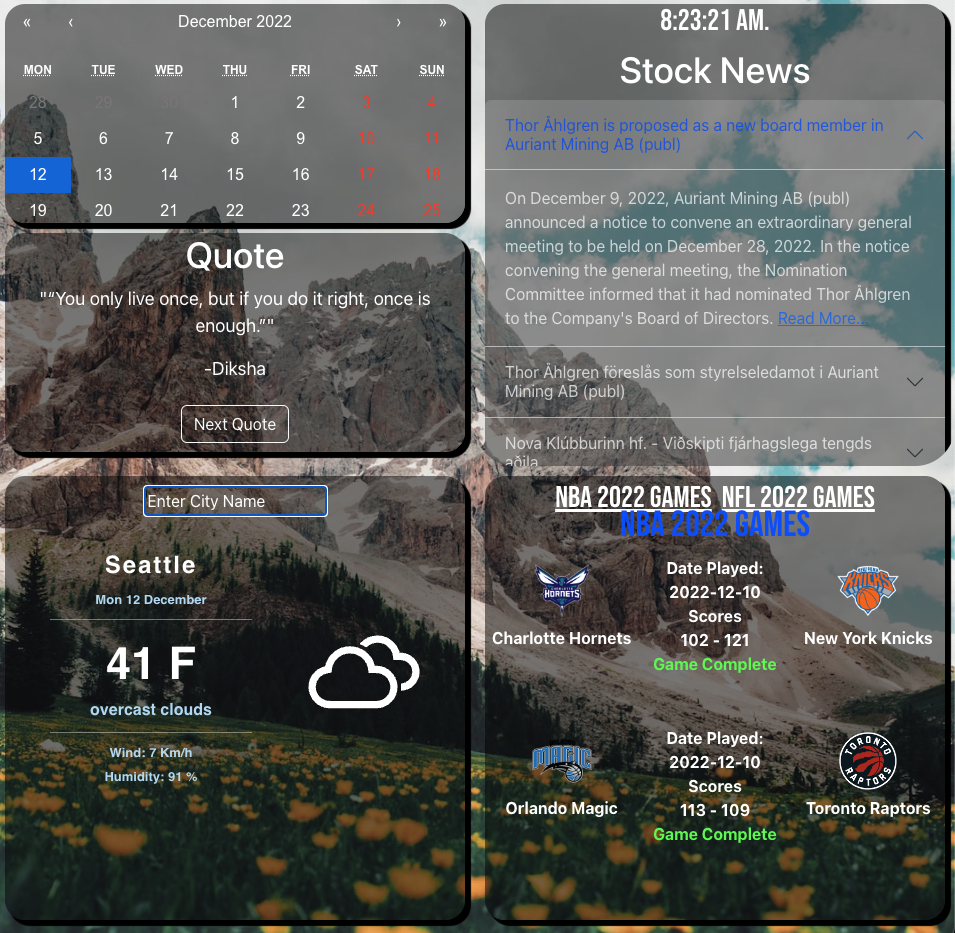 « ‹ December 2022 › »
MON TUE WED THU FRI SAT SUN
28 29 30 1 2 3 4
5 6 7 8 9 10 11
12 13 14 15 16 17 18
19 20 21 22 23 24 25
Quote
"“You only live once, but if you do it right, once is
enough.”"
-Diksha
Next Quote
8:23:21 AM.
Stock News
Thor Åhlgren is proposed as a new board member in
Auriant Mining AB (publ)
On December 9, 2022, Auriant Mining AB (publ)
announced a notice to convene an extraordinary general
meeting to be held on December 28, 2022. In the notice
convening the general meeting, the Nomination
Committee informed that it had nominated Thor Åhlgren
to the Company's Board of Directors. Read More...
Thor Åhlgren föreslås som styrelseledamot i Auriant
Mining AB (publ)
Nova Klúbburinn hf. - Viðskipti fjárhagslega tengds
aðila
Enter City Name
Seattle
Mon 12 December
41 F
overcast clouds
Wind: 7 Km/h
Humidity: 91 %
NBA 2022 GAMES NFL 2022 GAMES
NBA 2022 GAMES
HORNETS
Charlotte Hornets
Date Played:
2022-12-10
Scores
102 - 121
Game Complete
KNICKS
New York Knicks
MAGIC
Orlando Magic
Date Played:
2022-12-10
Scores
113 - 109
Game Complete
TORONTO
RAPTORS
Toronto Raptors